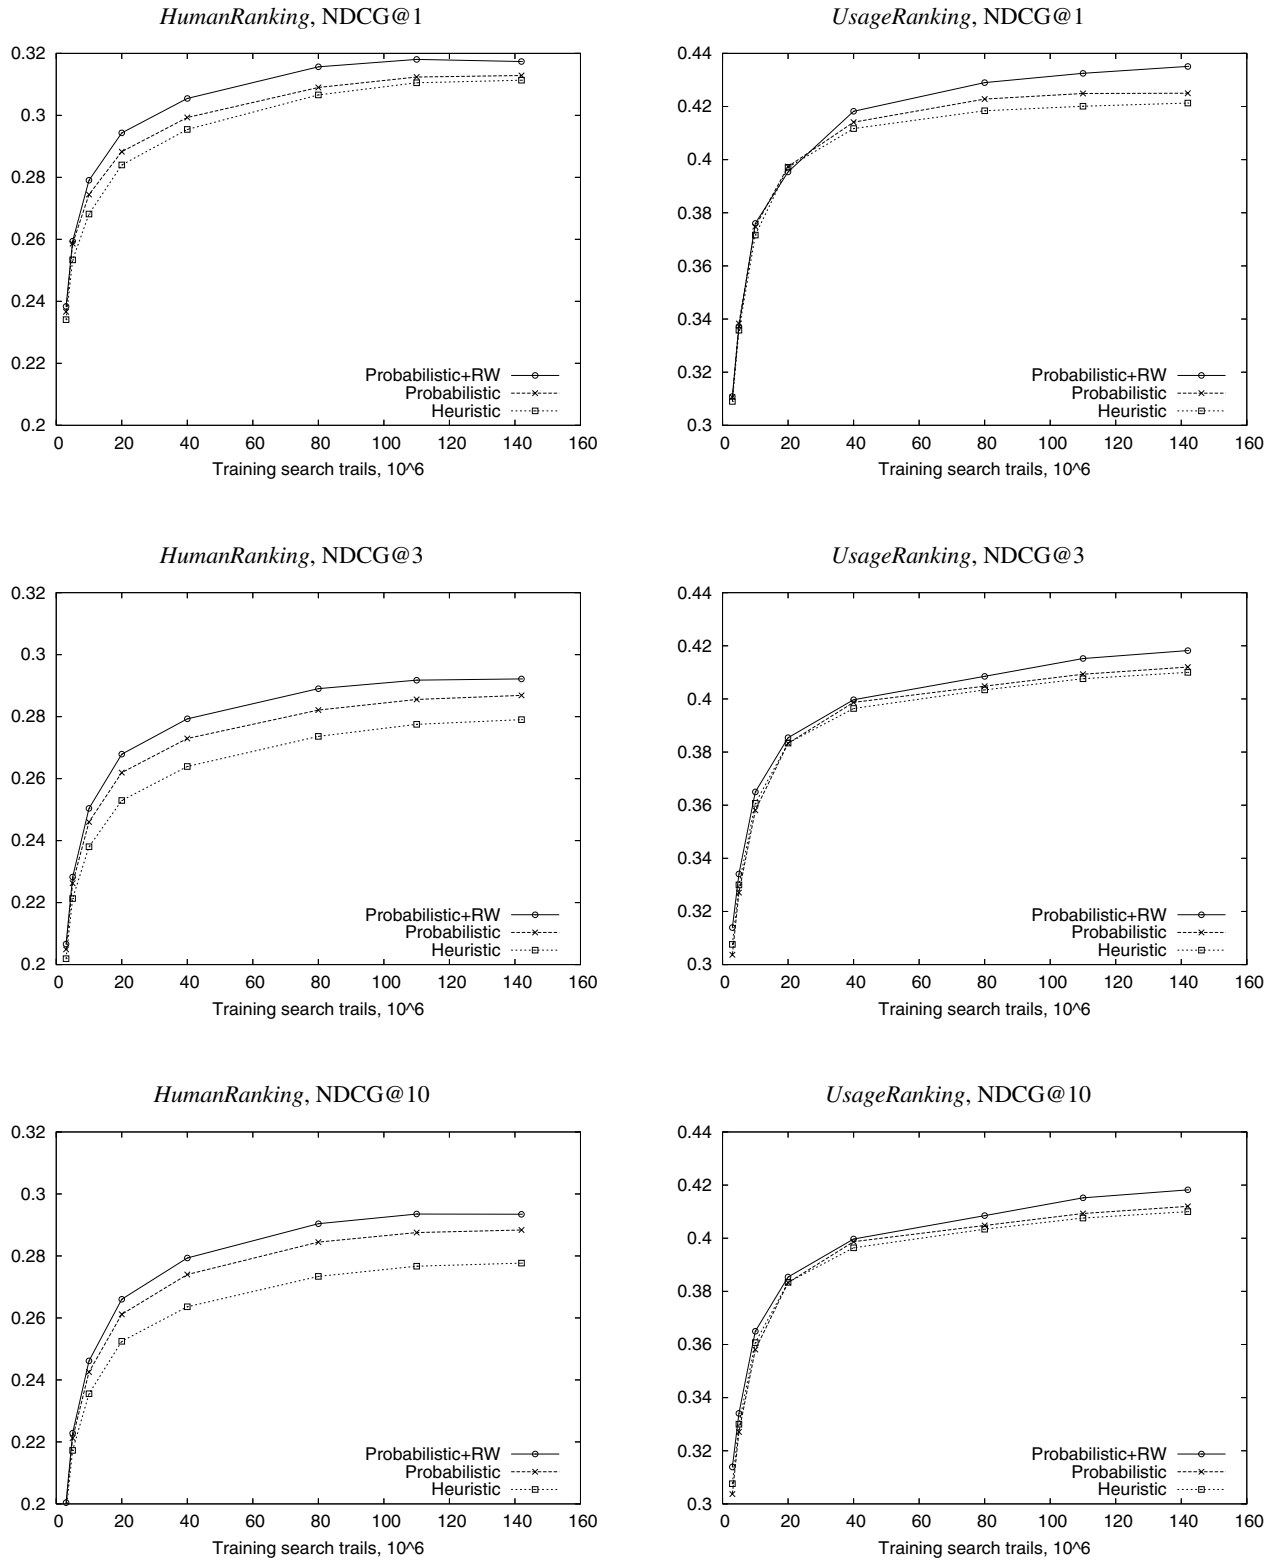 HumanRanking, NDCG@1
0.32
0.3
0.28
0.26
0.24
0.22
0.2
Probabilistic+RW
Probabilistic
Heuristic
0 20 40 60 80 100 120 140 160
Training search trails, 10^6
UsageRanking, NDCG@1
0.44
0.42
0.4
0.38
0.36
0.34
0.32
0.3
Probabilistic+RW
Probabilistic
Heuristic
0 20 40 60 80 100 120 140 160
Training search trails, 10^6
HumanRanking, NDCG@3
0.32
0.3
0.28
0.26
0.24
0.22
0.2
Probabilistic+RW
Probabilistic
Heuristic
0 20 40 60 80 100 120 140 160
Training search trails, 10^6
UsageRanking, NDCG@3
0.44
0.42
0.4
0.38
0.36
0.34
0.32
0.3
Probabilistic+RW
Probabilistic
Heuristic
0 20 40 60 80 100 120 140 160
Training search trails, 10^6
HumanRanking, NDCG@10
0.32
0.3
0.28
0.26
0.24
0.22
0.2
Probabilistic+RW
Probabilistic
Heuristic
0 20 40 60 80 100 120 140 160
Training search trails, 10^6
UsageRanking, NDCG@10
0.44
0.42
0.4
0.38
0.36
0.34
0.32
0.3
Probabilistic+RW
Probabilistic
Heuristic
0 20 40 60 80 100 120 140 160
Training search trails, 10^6